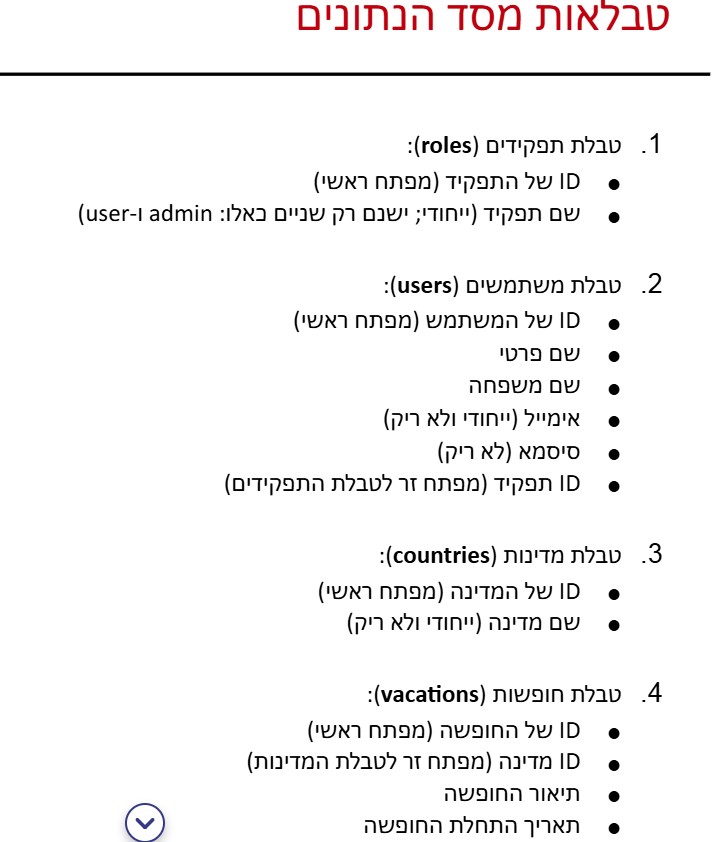 טבלאות מסד הנתונים
1. טבלת תפקידים (roles):
● ID של התפקיד (מפתח ראשי)
● שם תפקיד (ייחודי; ישנם רק שניים כאלו: admin ו-user)
2. טבלת משתמשים (users):
● ID של המשתמש (מפתח ראשי)
● שם פרטי
● שם משפחה
● אימייל (ייחודי ולא ריק)
● סיסמא (לא ריק)
● ID תפקיד (מפתח זר לטבלת התפקידים)
3. טבלת מדינות (countries):
● ID של המדינה (מפתח ראשי)
● שם מדינה (ייחודי ולא ריק)
4. טבלת חופשות (vacations):
● ID של החופשה (מפתח ראשי)
● ID מדינה (מפתח זר לטבלת המדינות)
● תיאור החופשה
● תאריך התחלת החופשה